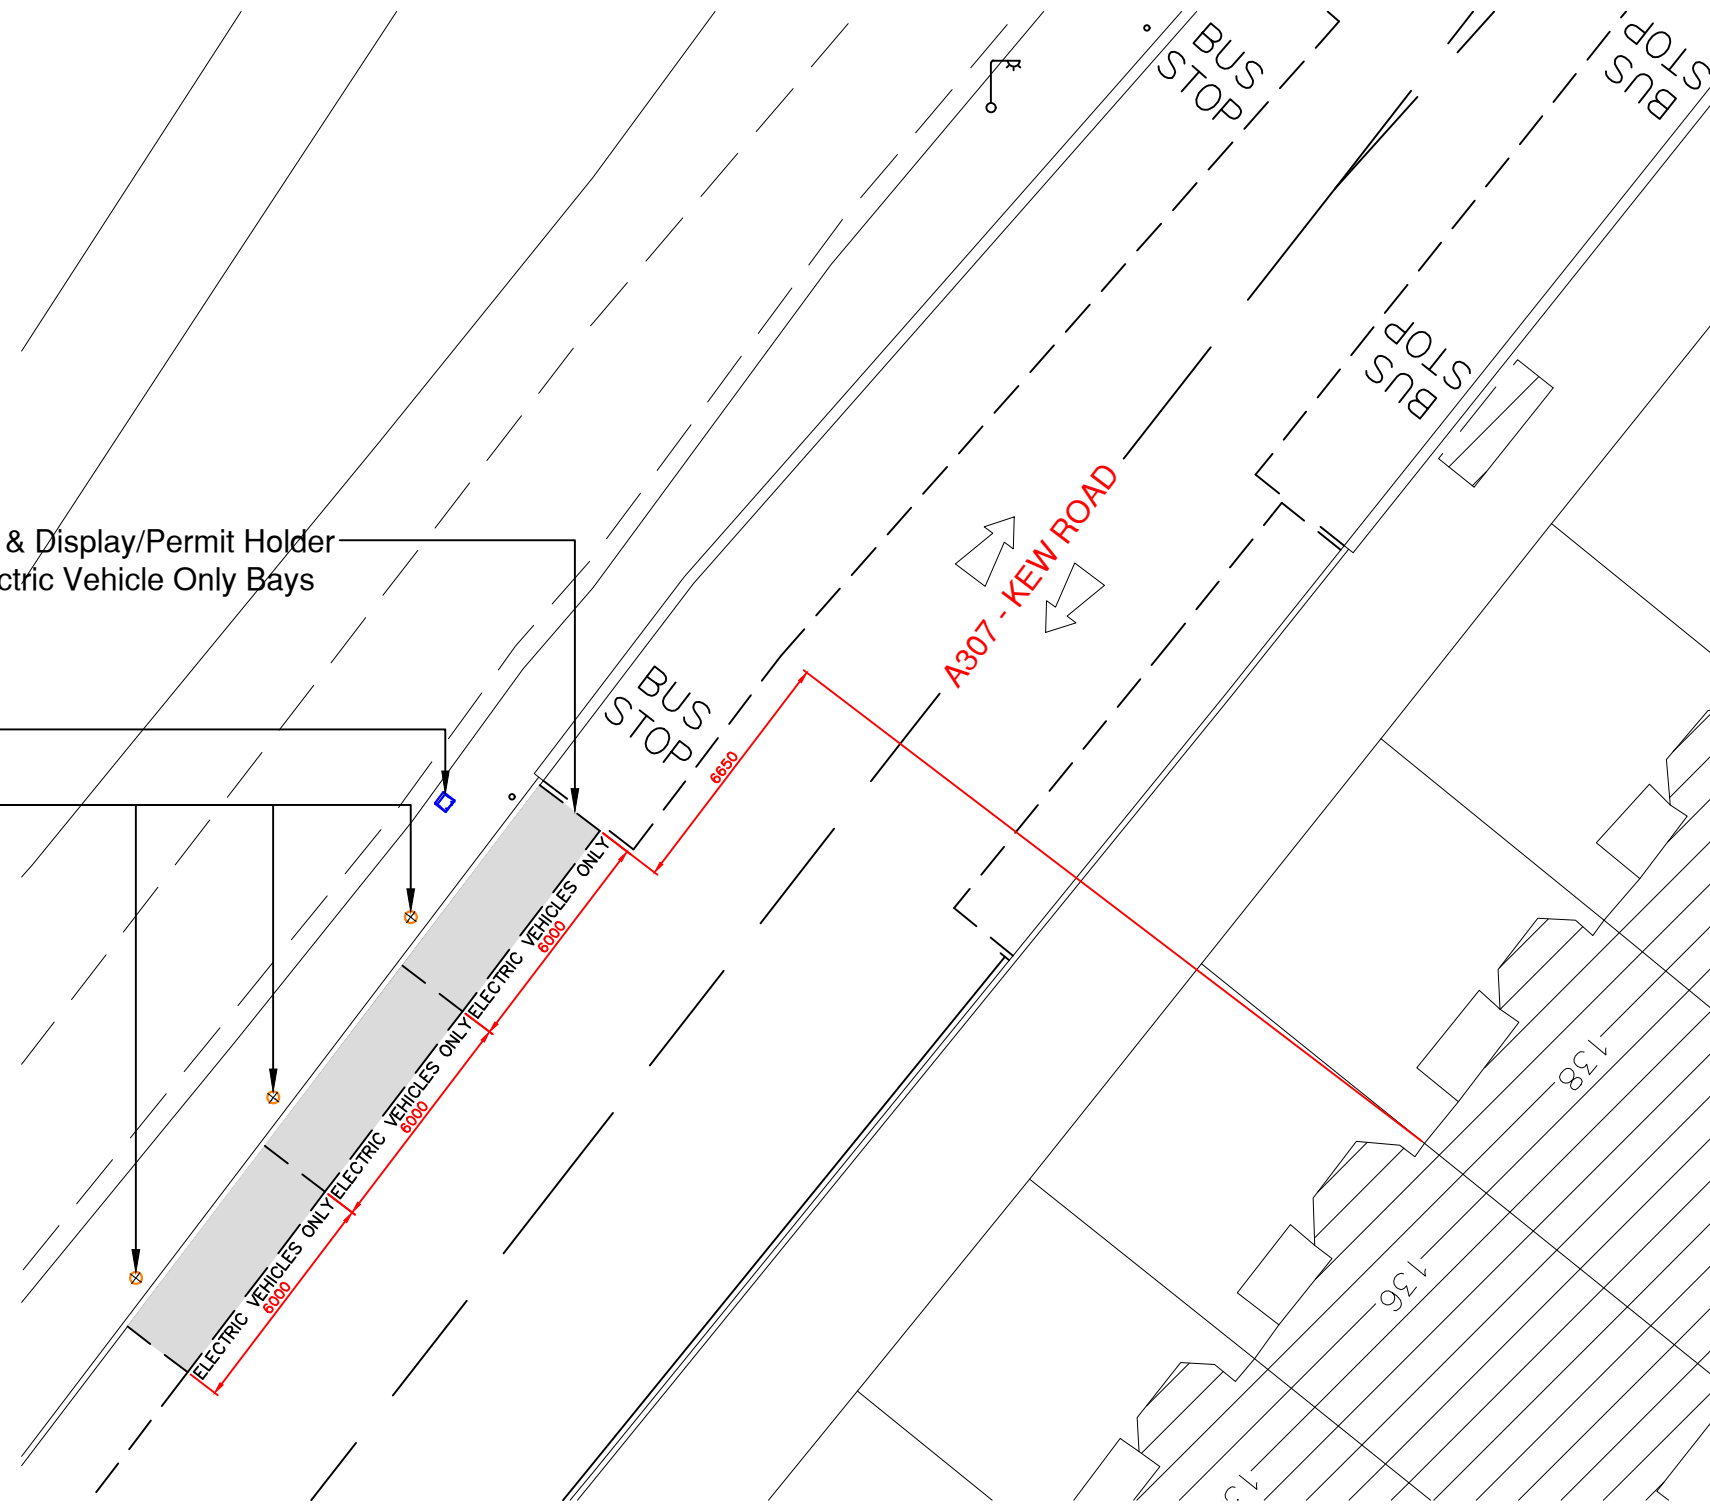 BUS
STOP
BUS
STOP
BUS
STOP
& Display/Permit Holder
ctric Vehicle Only Bays
A307 - KEW ROAD
BUS
STOP
6650
ELECTRIC VEHICLES ONLY
6000
ELECTRIC VEHICLES ONLY
6000
ELECTRIC VEHICLES ONLY
6000
138
136